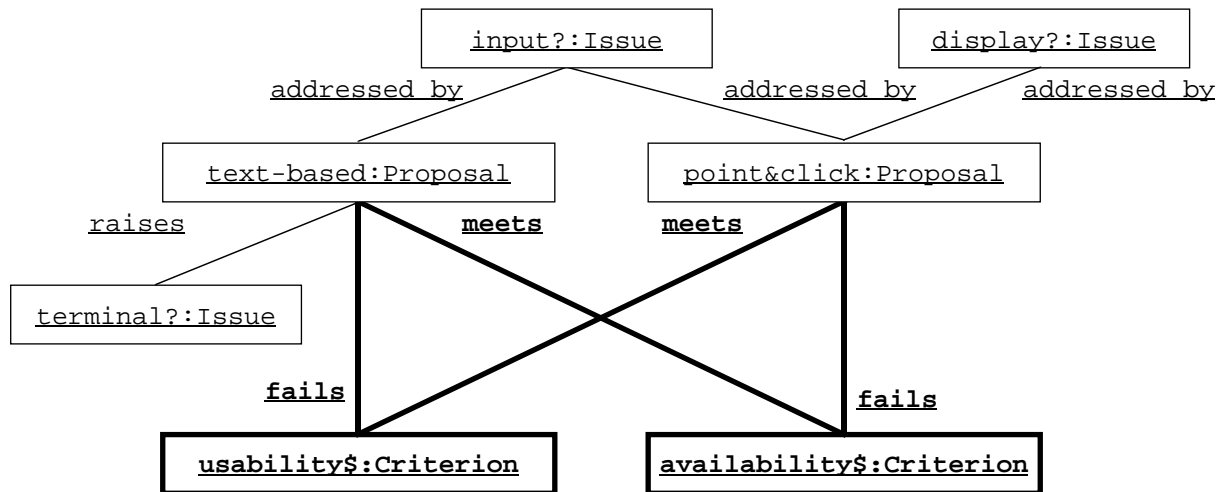 input?:Issue
display?:Issue
addressed by
addressed by
addressed by
text-based:Proposal
point&click:Proposal
raises
meets
meets
terminal?:Issue
fails
fails
usability$:Criterion
availability$:Criterion